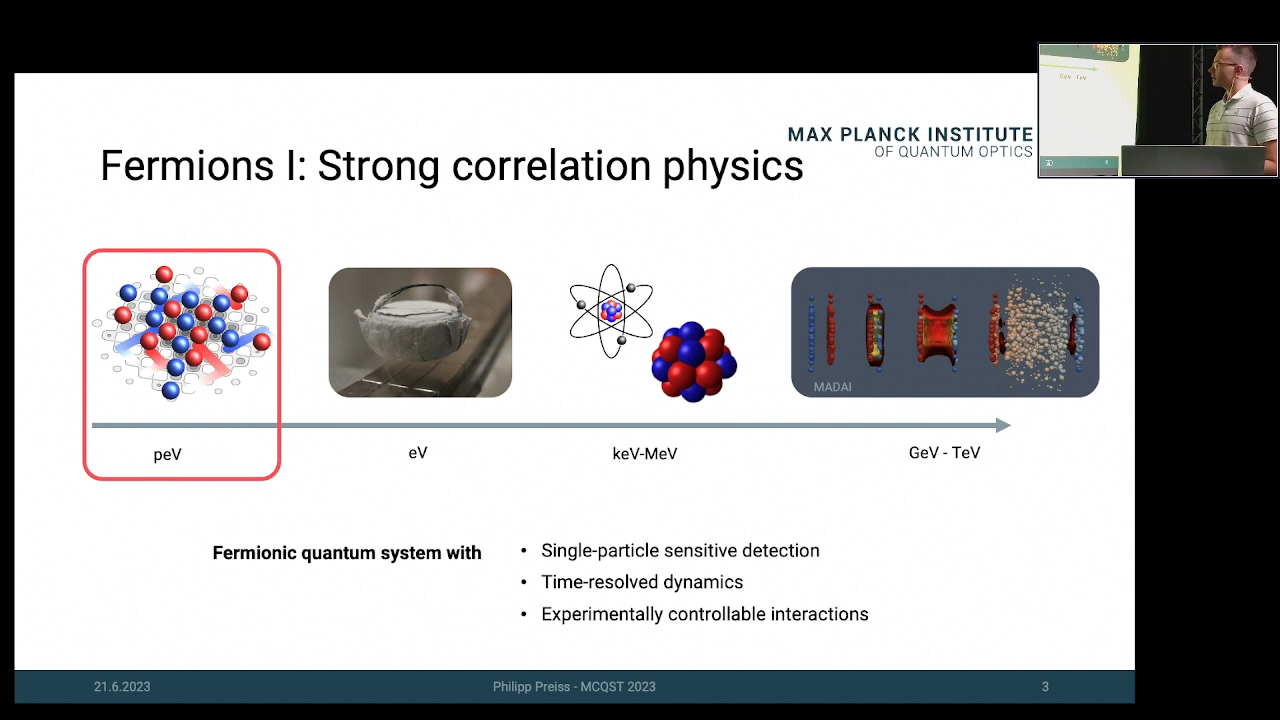 MAX PLANCK INSTITUTE
OF QUANTUM OPTICS
Fermions I: Strong correlation physics
MADAI
peV
eV
keV-MeV
GeV - TeV
Fermionic quantum system with
• Single-particle sensitive detection
• Time-resolved dynamics
• Experimentally controllable interactions
21.6.2023
Philipp Preiss - MCQST 2023
3
GeV - TeV